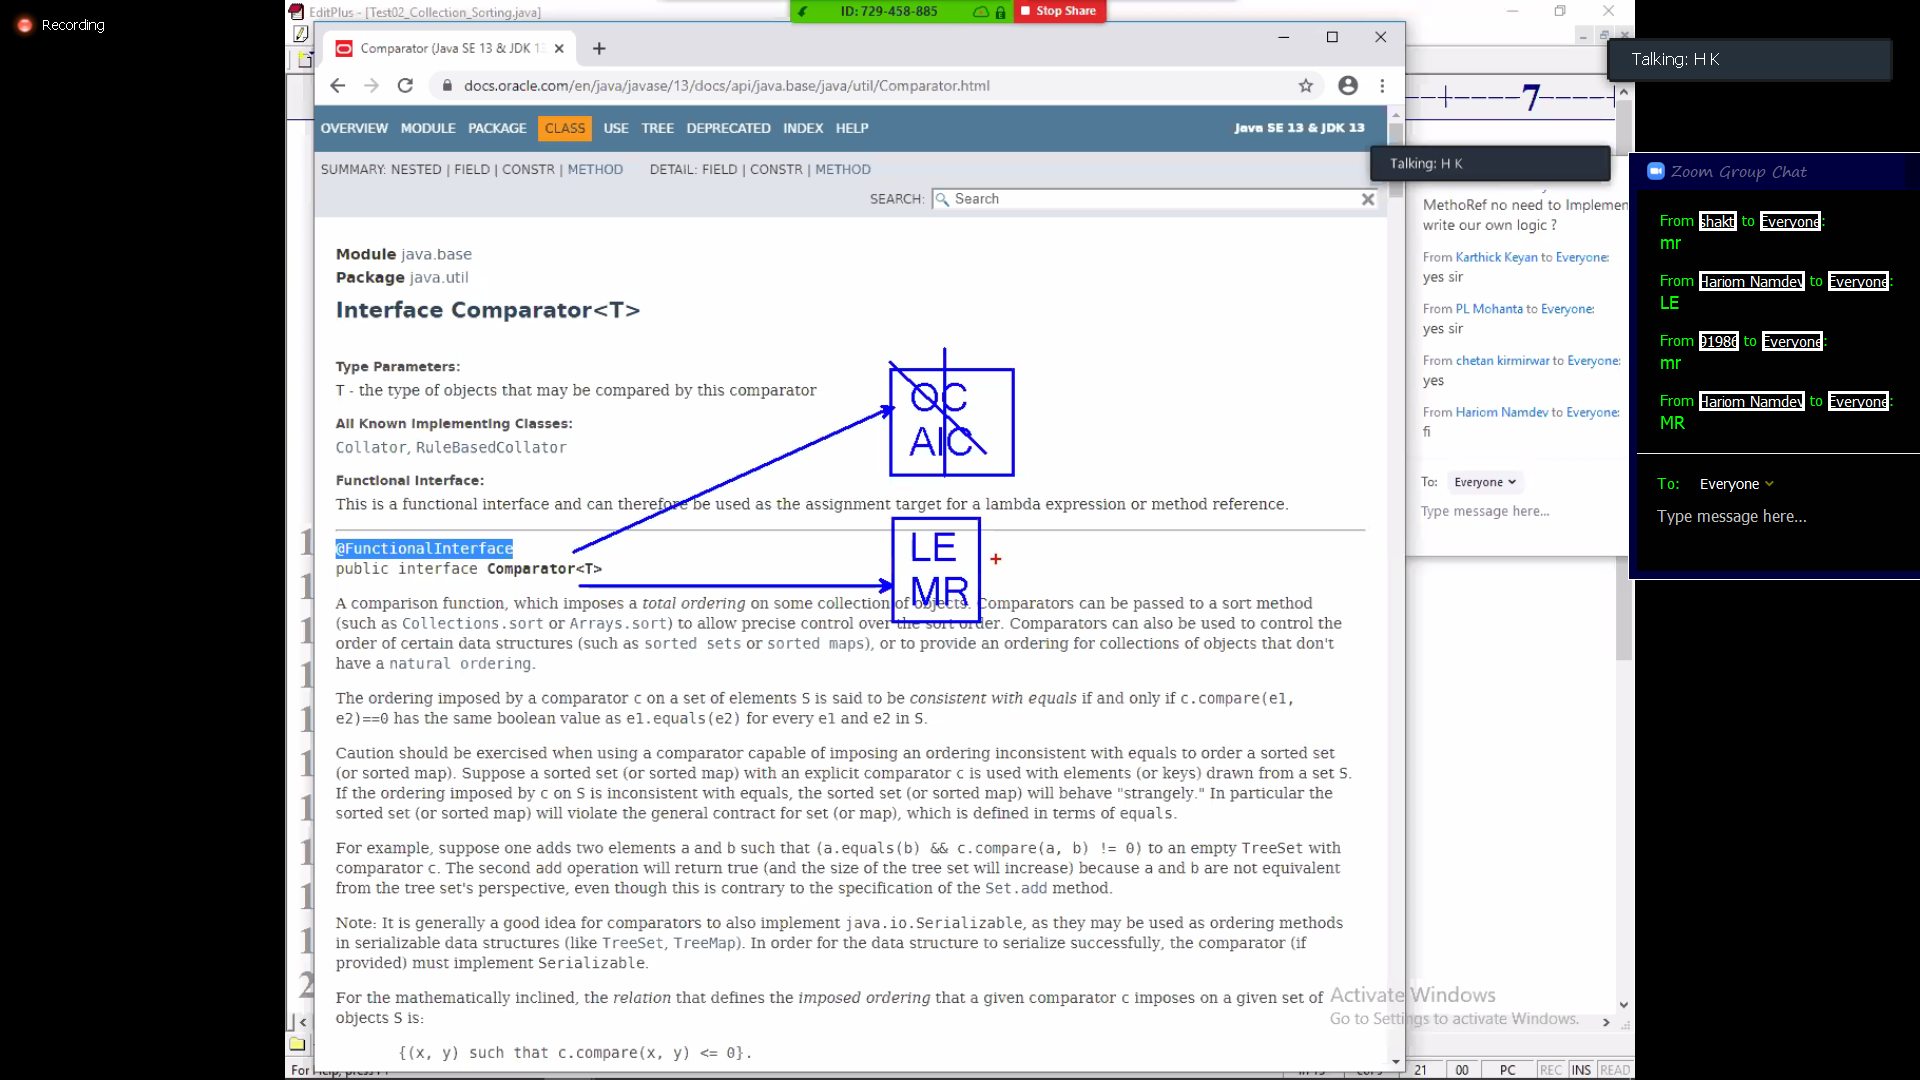 Recording
EditPlus - [Test02_Collection_Sorting.java]
ID: 729-458-885
Stop Share
Comparator (Java SE 13 & JDK 13
docs.oracle.com/en/java/javase/13/docs/api/java.base/java/util/Comparator.html
OVERVIEW MODULE PACKAGE CLASS USE TREE DEPRECATED INDEX HELP
Java SE 13 & JDK 13
SUMMARY: NESTED | FIELD | CONSTR | METHOD DETAIL: FIELD | CONSTR | METHOD
SEARCH: Search
Module java.base
Package java.util
Interface Comparator<T>
Type Parameters:
T - the type of objects that may be compared by this comparator
All Known Implementing Classes:
Collator, RuleBasedCollator
Functional Interface:
This is a functional interface and can therefore be used as the assignment target for a lambda expression or method reference.
@FunctionalInterface
public interface Comparator<T>
OC
AIC
LE
MR
A comparison function, which imposes a total ordering on some collection of objects. Comparators can be passed to a sort method
(such as Collections.sort or Arrays.sort) to allow precise control over the sort order. Comparators can also be used to control the
order of certain data structures (such as sorted sets or sorted maps), or to provide an ordering for collections of objects that don't
have a natural ordering.
The ordering imposed by a comparator c on a set of elements S is said to be consistent with equals if and only if c.compare(e1,
e2)==0 has the same boolean value as e1.equals(e2) for every e1 and e2 in S.
Caution should be exercised when using a comparator capable of imposing an ordering inconsistent with equals to order a sorted set
(or sorted map). Suppose a sorted set (or sorted map) with an explicit comparator c is used with elements (or keys) drawn from a set S.
If the ordering imposed by c on S is inconsistent with equals, the sorted set (or sorted map) will behave "strangely." In particular the
sorted set (or sorted map) will violate the general contract for set (or map), which is defined in terms of equals.
For example, suppose one adds two elements a and b such that (a.equals(b) && c.compare(a, b) != 0) to an empty TreeSet with
comparator c. The second add operation will return true (and the size of the tree set will increase) because a and b are not equivalent
from the tree set's perspective, even though this is contrary to the specification of the Set.add method.
Note: It is generally a good idea for comparators to also implement java.io.Serializable, as they may be used as ordering methods
in serializable data structures (like TreeSet, TreeMap). In order for the data structure to serialize successfully, the comparator (if
provided) must implement Serializable.
For the mathematically inclined, the relation that defines the imposed ordering that a given comparator c imposes on a given set of
objects S is:
{(x, y) such that c.compare(x, y) <= 0}.
7
Talking: H K
MethoRef no need to Implemen
write our own logic ?
From Karthick Keyan to Everyone:
yes sir
From PL Mohanta to Everyone:
yes sir
From chetan kirmirwar to Everyone:
yes
From Hariom Namdev to Everyone:
fi
To: Everyone
Type message here...
Activate Windows
Go to Settings to activate Windows.
21 00 PC REC INS READ
Talking: H K
Zoom Group Chat
From shakt to Everyone:
mr
From Hariom Namdev to Everyone:
LE
From 91986 to Everyone:
mr
From Hariom Namdev to Everyone:
MR
To: Everyone
Type message here...